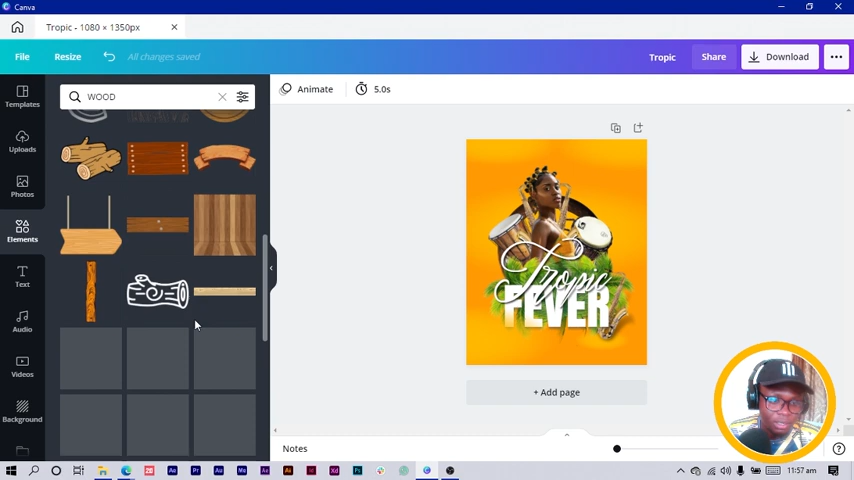 Canva
Tropic - 1080 × 1350px
File
Resize
All changes saved
Tropic
Share
Download
Templates
WOOD
Animate
5.0s
Uploads
Photos
Elements
Text
Audio
Videos
Background
Tropic
FEVER
+ Add page
Notes
11:57 am